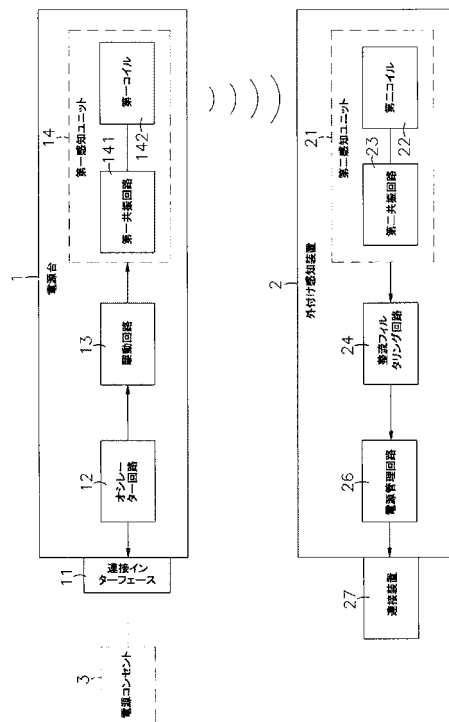 3
電源コンセント
11
連接イン
ターフェース
1
電源台
12
オシレー
ター回路
13
駆動回路
14
第一感知ユニット
141
第一共振回路
142
第一コイル
27
連接装置
2
外付け感知装置
26
電源管理回路
24
整流フィル
タリング回路
21
第二感知ユニット
23
第二共振回路
22
第二コイル